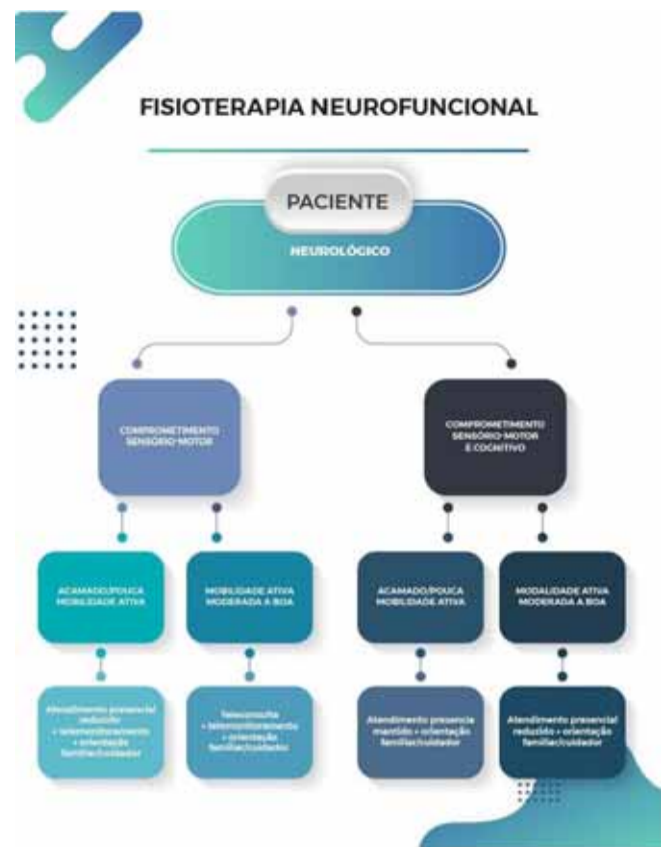 FISIOTERAPIA NEUROFUNCIONAL
PACIENTE
NEUROLÓGICO
COMPROMETIMENTO
SENSÓRIO-MOTOR
COMPROMETIMENTO
SENSÓRIO-MOTOR
E COGNITIVO
ACAMADO/POUCA
MOBILIDADE ATIVA
MOBILIDADE ATIVA
MODERADA A BOA
ACAMADO/POUCA
MOBILIDADE ATIVA
MODALIDADE ATIVA
MODERADA A BOA
Atendimento presencial
reduzido
+ telemonitoramento
+ orientação
familiar/cuidador
Teleconsulta
+ telemonitoramento
+ orientação
familiar/cuidador
Atendimento presencia
mantido + orientação
familiar/cuidador
Atendimento presencial
reduzido + orientação
familiar/cuidador